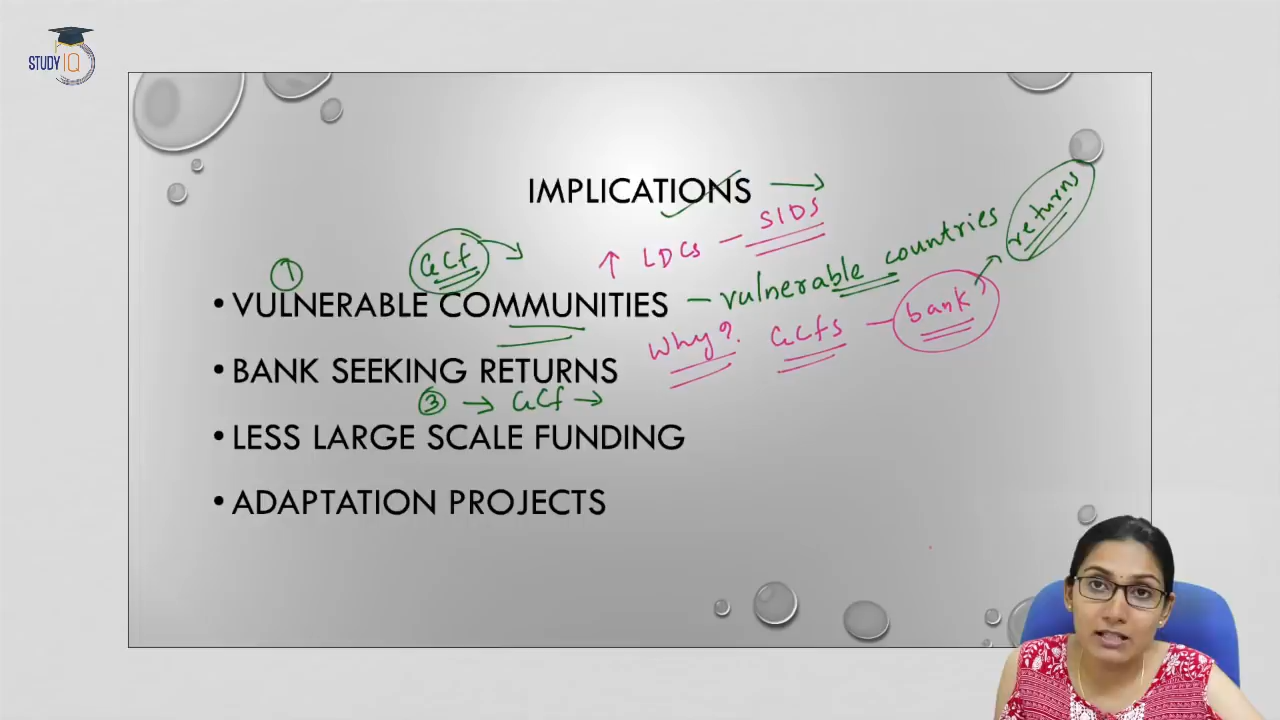 STUDY IQ
IMPLICATIONS →
GCF
↑ LDCs - SIDS
returns
①
• VULNERABLE COMMUNITIES - vulnerable countries
Why? GCFs - bank
• BANK SEEKING RETURNS
③ → GCF →
• LESS LARGE SCALE FUNDING
• ADAPTATION PROJECTS